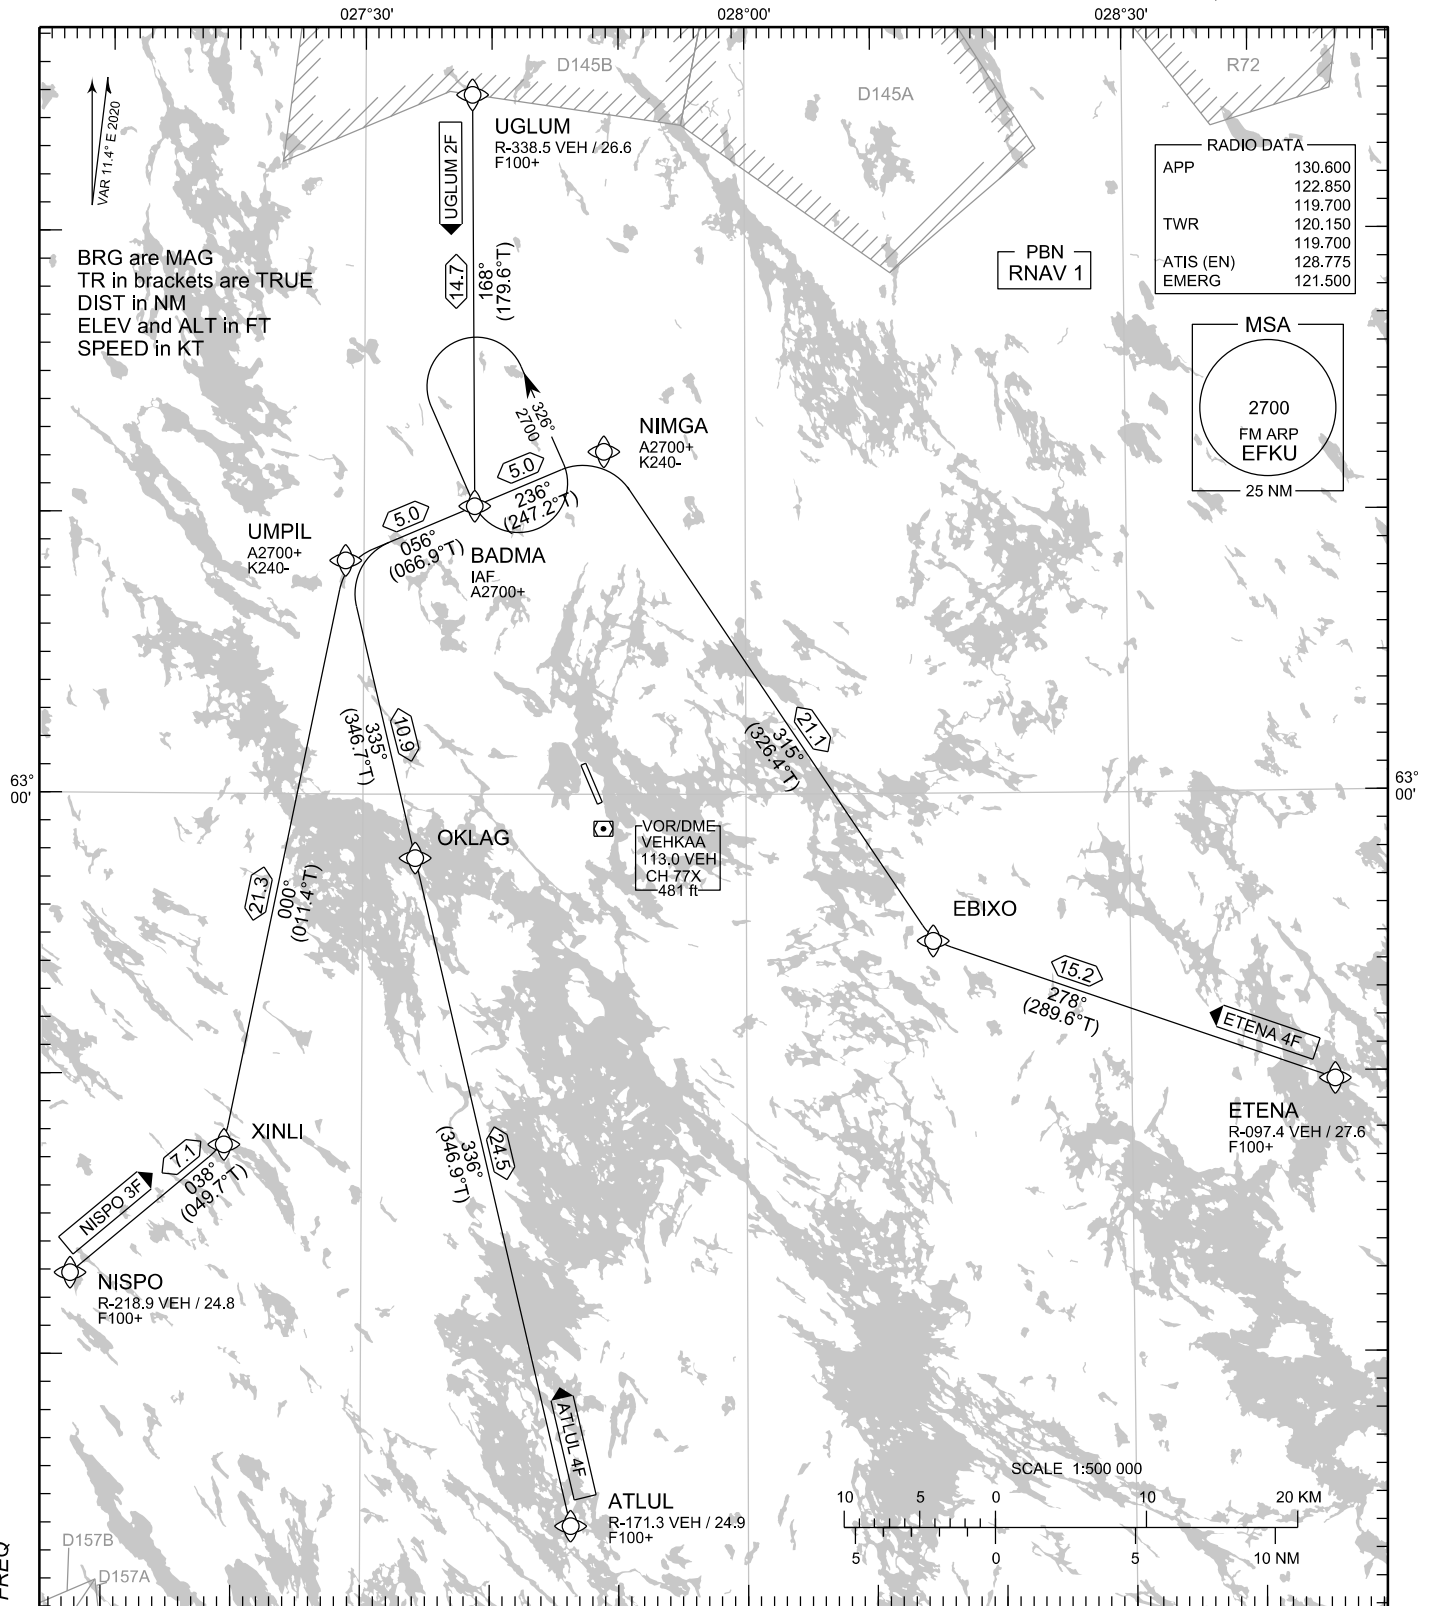 027°30'
028°00'
028°30'
D145B
D145A
R72
VAR 11.4° E 2020
UGLUM
R-338.5 VEH / 26.6
F100+
UGLUM 2F
14.7
168°
(179.6°T)
BRG are MAG
TR in brackets are TRUE
DIST in NM
ELEV and ALT in FT
SPEED in KT
PBN
RNAV 1
RADIO DATA
APP 130.600
122.850
119.700
TWR 120.150
119.700
ATIS (EN) 128.775
EMERG 121.500
MSA
2700
FM ARP
EFKU
25 NM
326°
2700
NIMGA
A2700+
K240-
5.0
236°
(247.2°T)
UMPIL
A2700+
K240-
5.0
056°
(066.9°T)
BADMA
IAF
A2700+
10.9
335°
(346.7°T)
21.1
315°
(326.4°T)
63°
00'
63°
00'
OKLAG
VOR/DME
VEHKAA
113.0 VEH
CH 77X
481 ft
21.3
000°
(011.4°T)
EBIXO
15.2
278°
(289.6°T)
ETENA 4F
ETENA
R-097.4 VEH / 27.6
F100+
XINLI
7.1
038°
(049.7°T)
NISPO 3F
NISPO
R-218.9 VEH / 24.8
F100+
24.5
336°
(346.9°T)
ATLUL 4F
ATLUL
R-171.3 VEH / 24.9
F100+
SCALE 1:500 000
10 5 0 10 20 KM
5 0 5 10 NM
D157B
D157A
FREQ